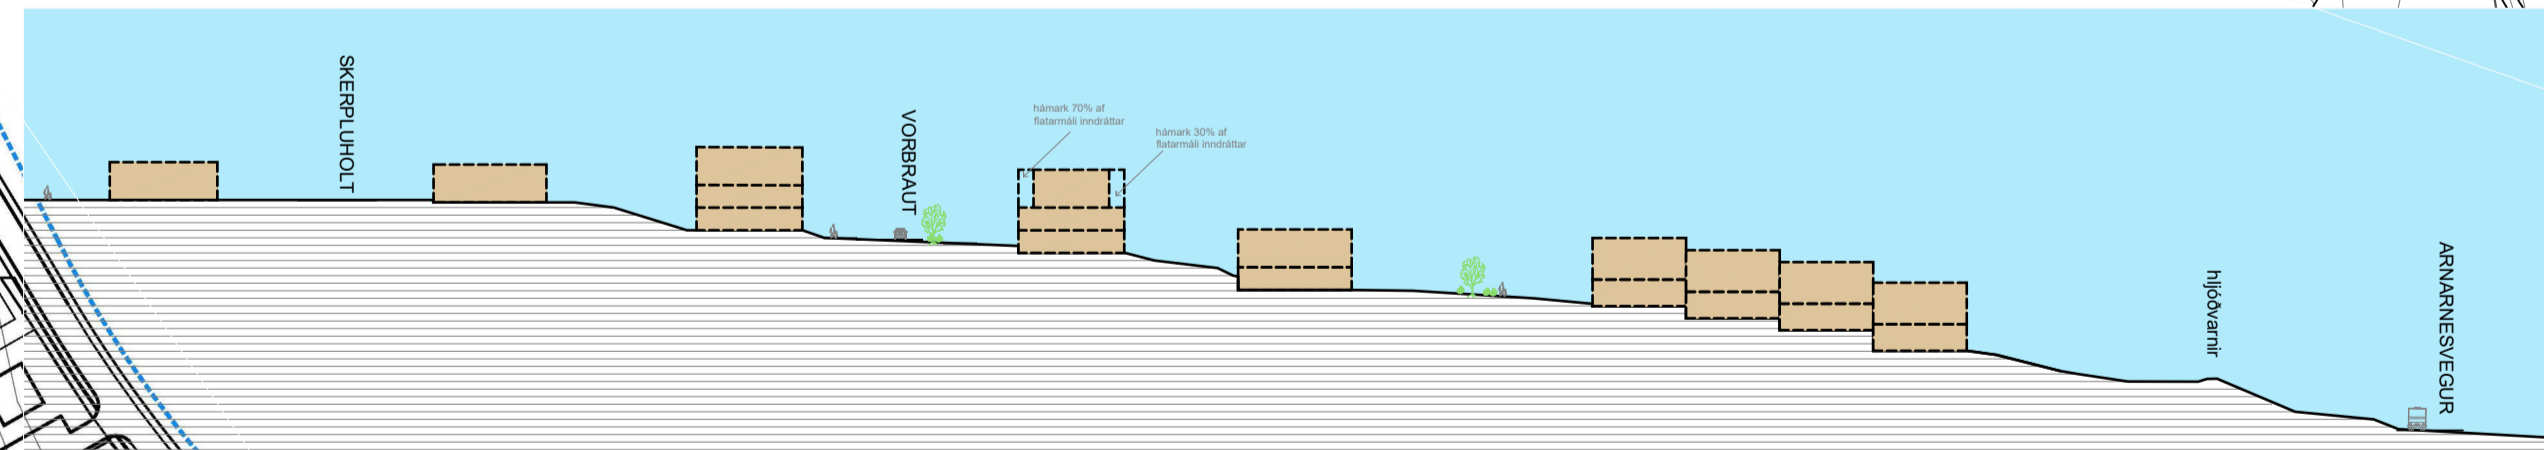 SKERPLUHOLT
VORBRAUT
hámark 70% af
flatarmáli inndráttar
hámark 30% af
flatarmáli inndráttar
hljóðvarnir
ARNARNESVEGUR